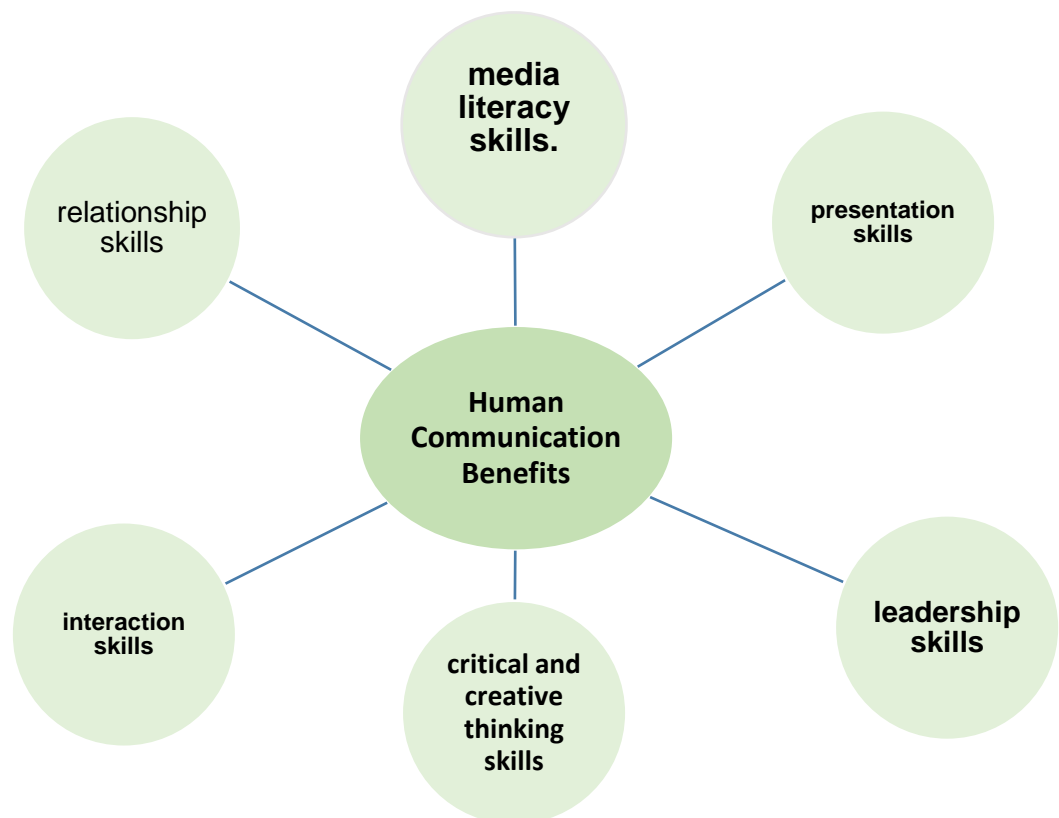 media
literacy
skills.
relationship
skills
presentation
skills
Human
Communication
Benefits
interaction
skills
leadership
skills
critical and
creative
thinking
skills